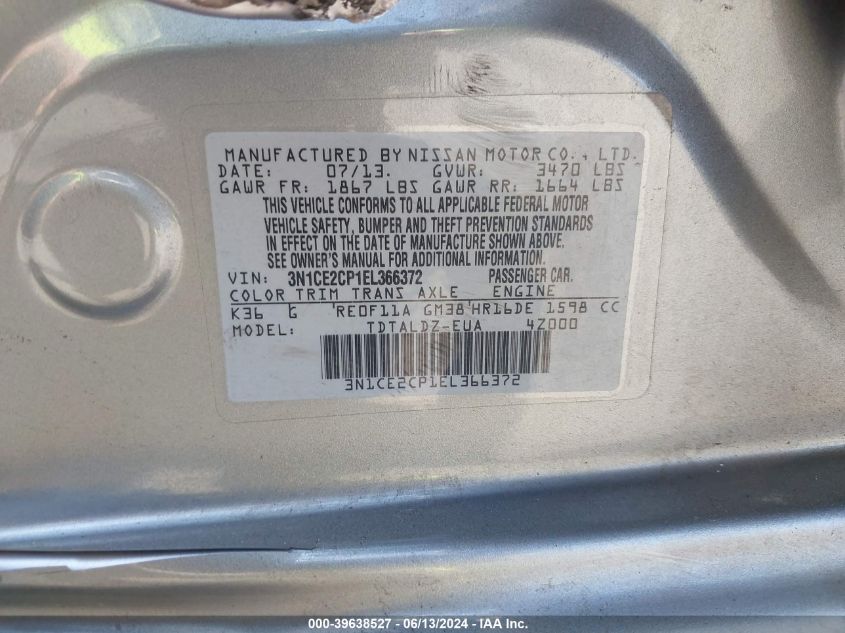 MANUFACTURED BY NISSAN MOTOR CO., LTD.
DATE: 07/13. GVWR: 3470 LBS
GAWR FR: 1867 LBS GAWR RR: 1664 LBS
THIS VEHICLE CONFORMS TO ALL APPLICABLE FEDERAL MOTOR
VEHICLE SAFETY, BUMPER AND THEFT PREVENTION STANDARDS
IN EFFECT ON THE DATE OF MANUFACTURE SHOWN ABOVE.
SEE OWNER'S MANUAL FOR ADDITIONAL INFORMATION.
VIN: 3N1CE2CP1EL366372 PASSENGER CAR.
COLOR TRIM TRANS AXLE ENGINE
K36 G RE0F11A GM38 HR16DE 1598 CC
MODEL: TDTALDZ-EUA 4Z000
3N1CE2CP1EL366372
000-39638527 - 06/13/2024 - IAA Inc.